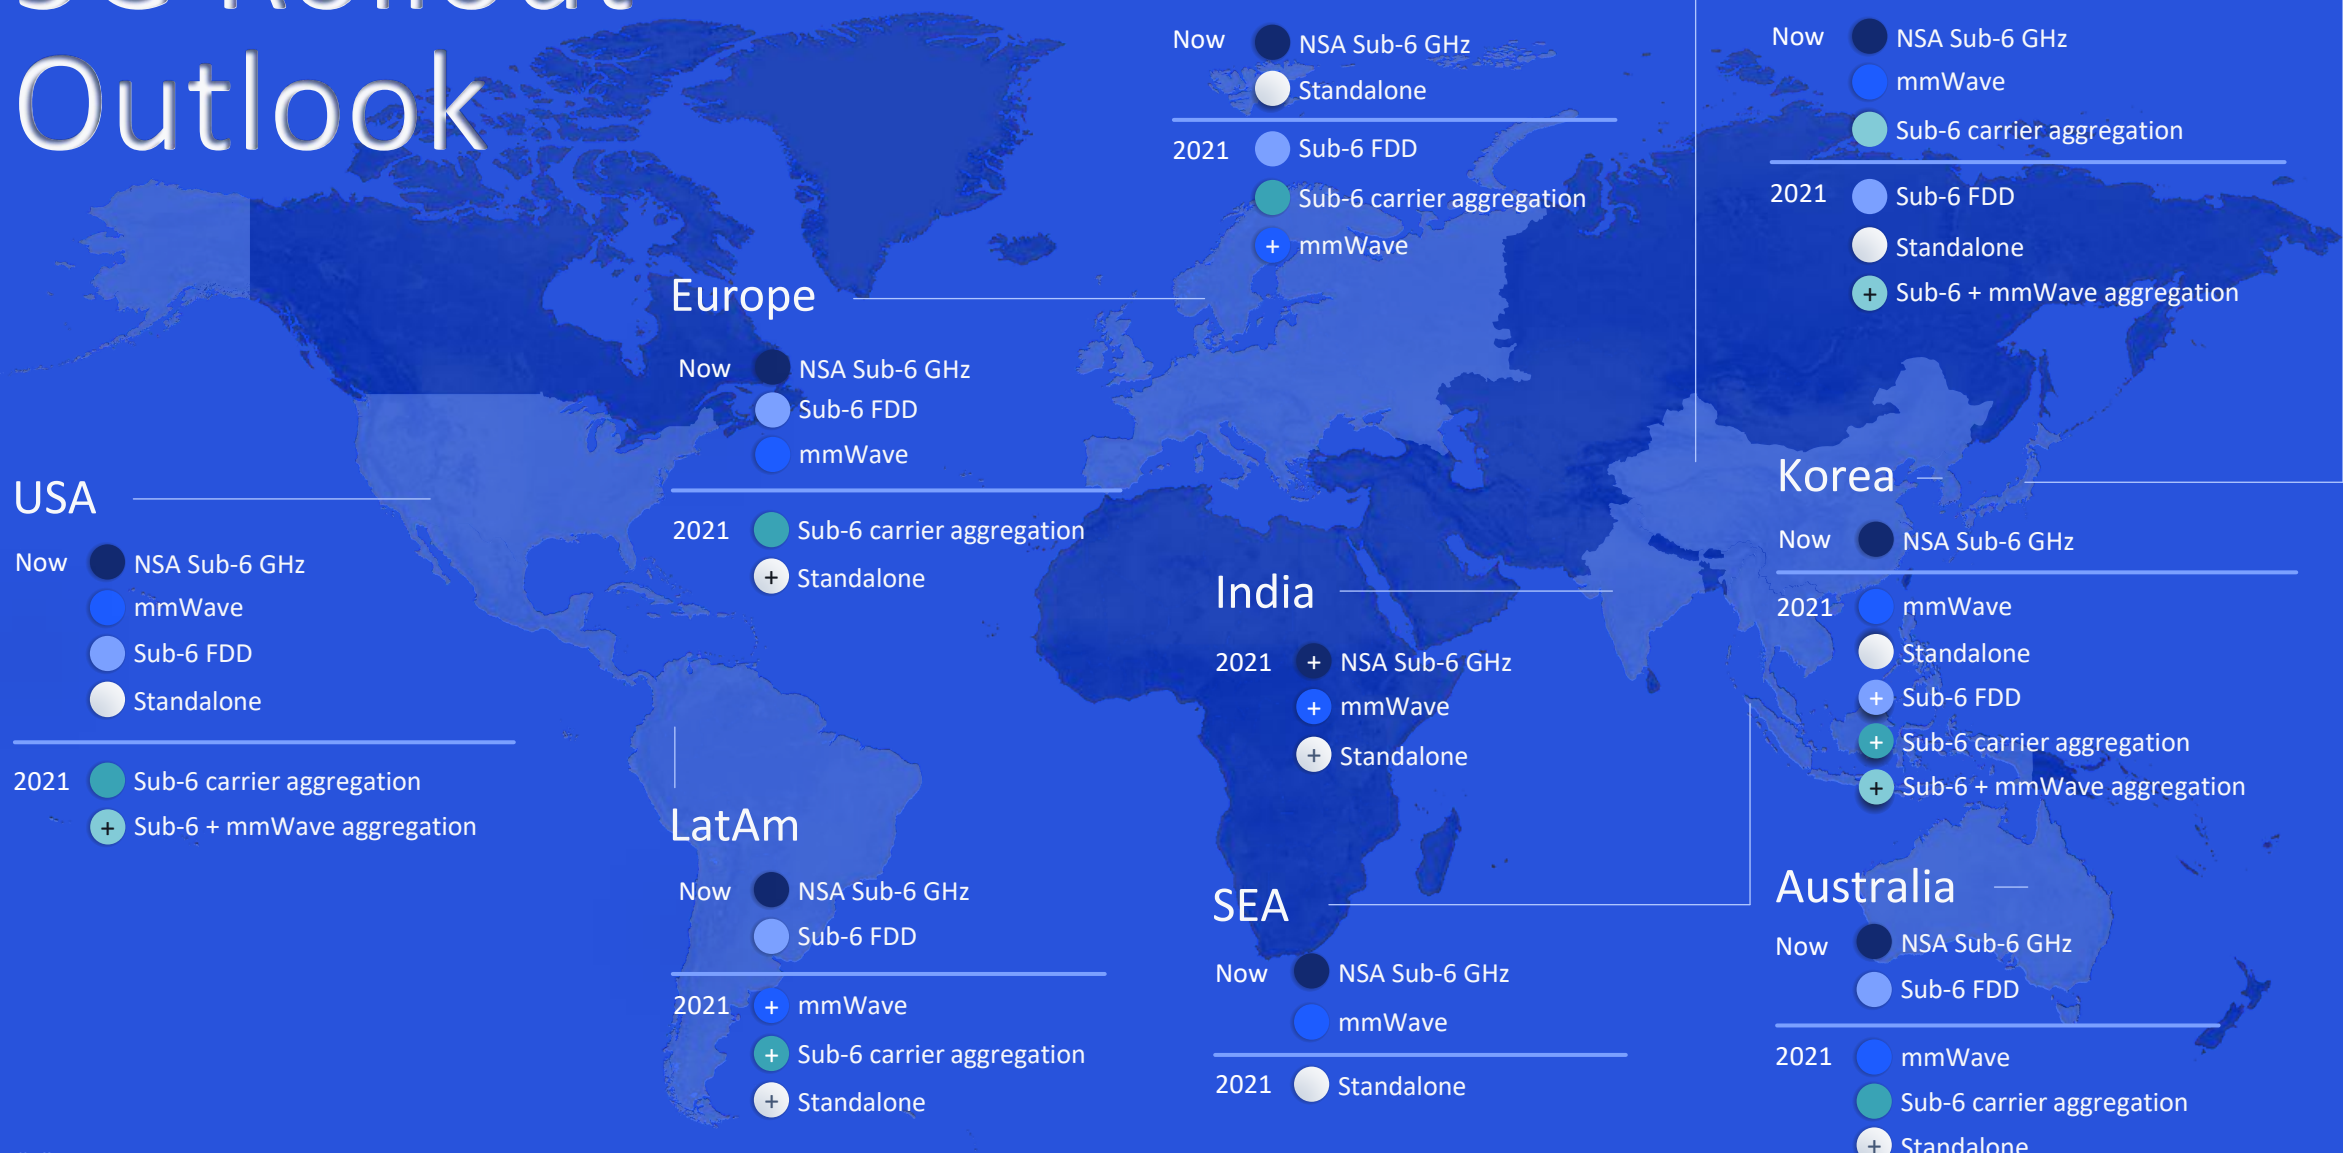 5G Rollout
Outlook
Now NSA Sub-6 GHz
Standalone
2021 Sub-6 FDD
Sub-6 carrier aggregation
+ mmWave
Now NSA Sub-6 GHz
mmWave
Sub-6 carrier aggregation
2021 Sub-6 FDD
Standalone
+ Sub-6 + mmWave aggregation
Europe
Now NSA Sub-6 GHz
Sub-6 FDD
mmWave
2021 Sub-6 carrier aggregation
+ Standalone
USA
Now NSA Sub-6 GHz
mmWave
Sub-6 FDD
Standalone
2021 Sub-6 carrier aggregation
+ Sub-6 + mmWave aggregation
LatAm
Now NSA Sub-6 GHz
Sub-6 FDD
2021 + mmWave
+ Sub-6 carrier aggregation
+ Standalone
India
2021 + NSA Sub-6 GHz
+ mmWave
+ Standalone
SEA
Now NSA Sub-6 GHz
mmWave
2021 Standalone
Korea
Now NSA Sub-6 GHz
2021 mmWave
Standalone
+ Sub-6 FDD
+ Sub-6 carrier aggregation
+ Sub-6 + mmWave aggregation
Australia
Now NSA Sub-6 GHz
Sub-6 FDD
2021 mmWave
Sub-6 carrier aggregation
+ Standalone